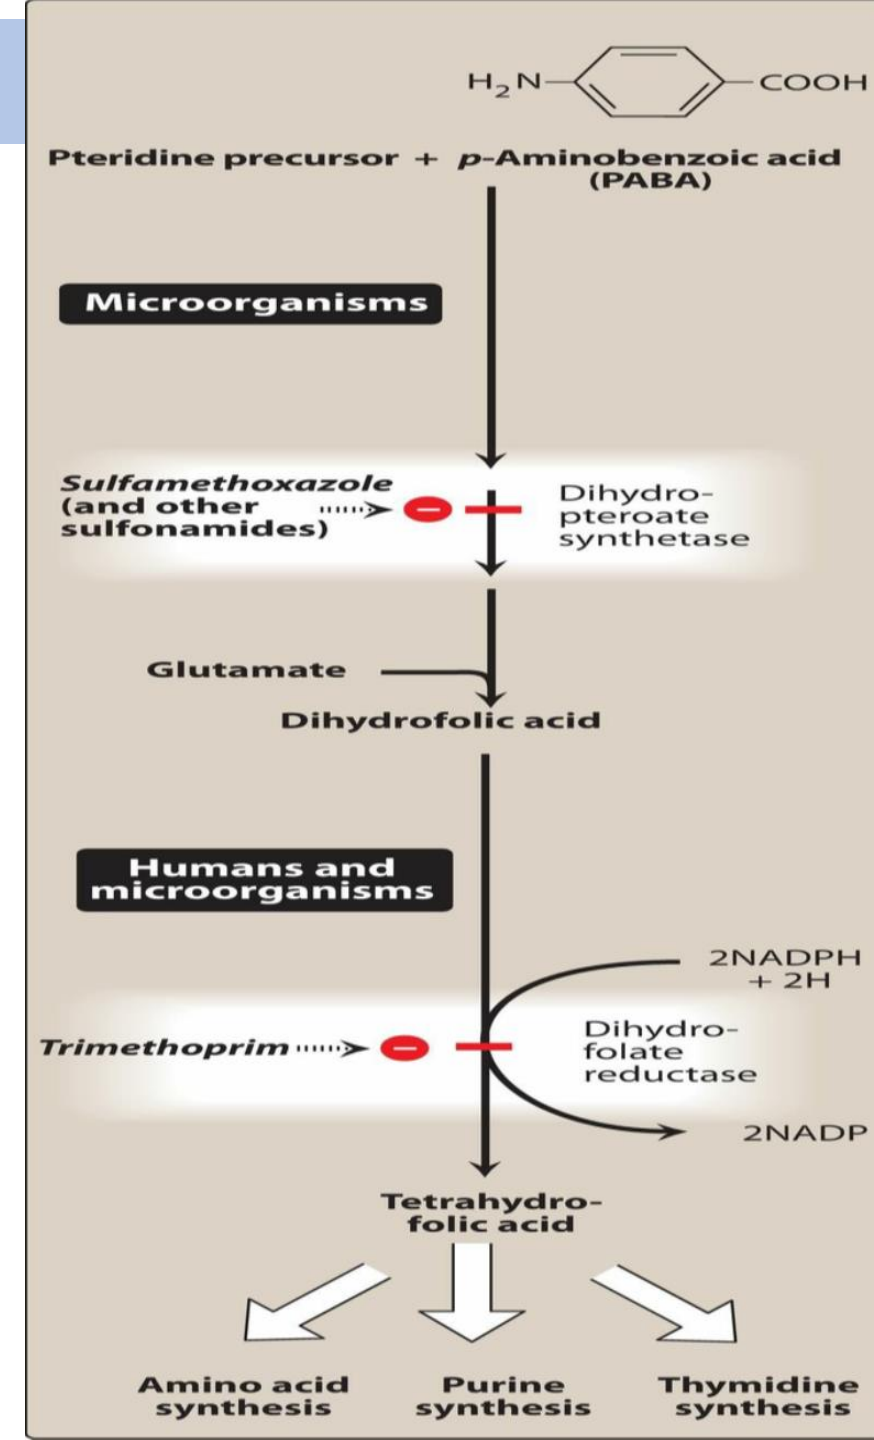 H2N COOH
Pteridine precursor + p-Aminobenzoic acid
(PABA)
Microorganisms
Sulfamethoxazole
(and other
sulfonamides)
Dihydro-
pteroate
synthetase
Glutamate
Dihydrofolic acid
Humans and
microorganisms
2NADPH
+ 2H
Trimethoprim
Dihydro-
folate
reductase
2NADP
Tetrahydro-
folic acid
Amino acid
synthesis
Purine
synthesis
Thymidine
synthesis